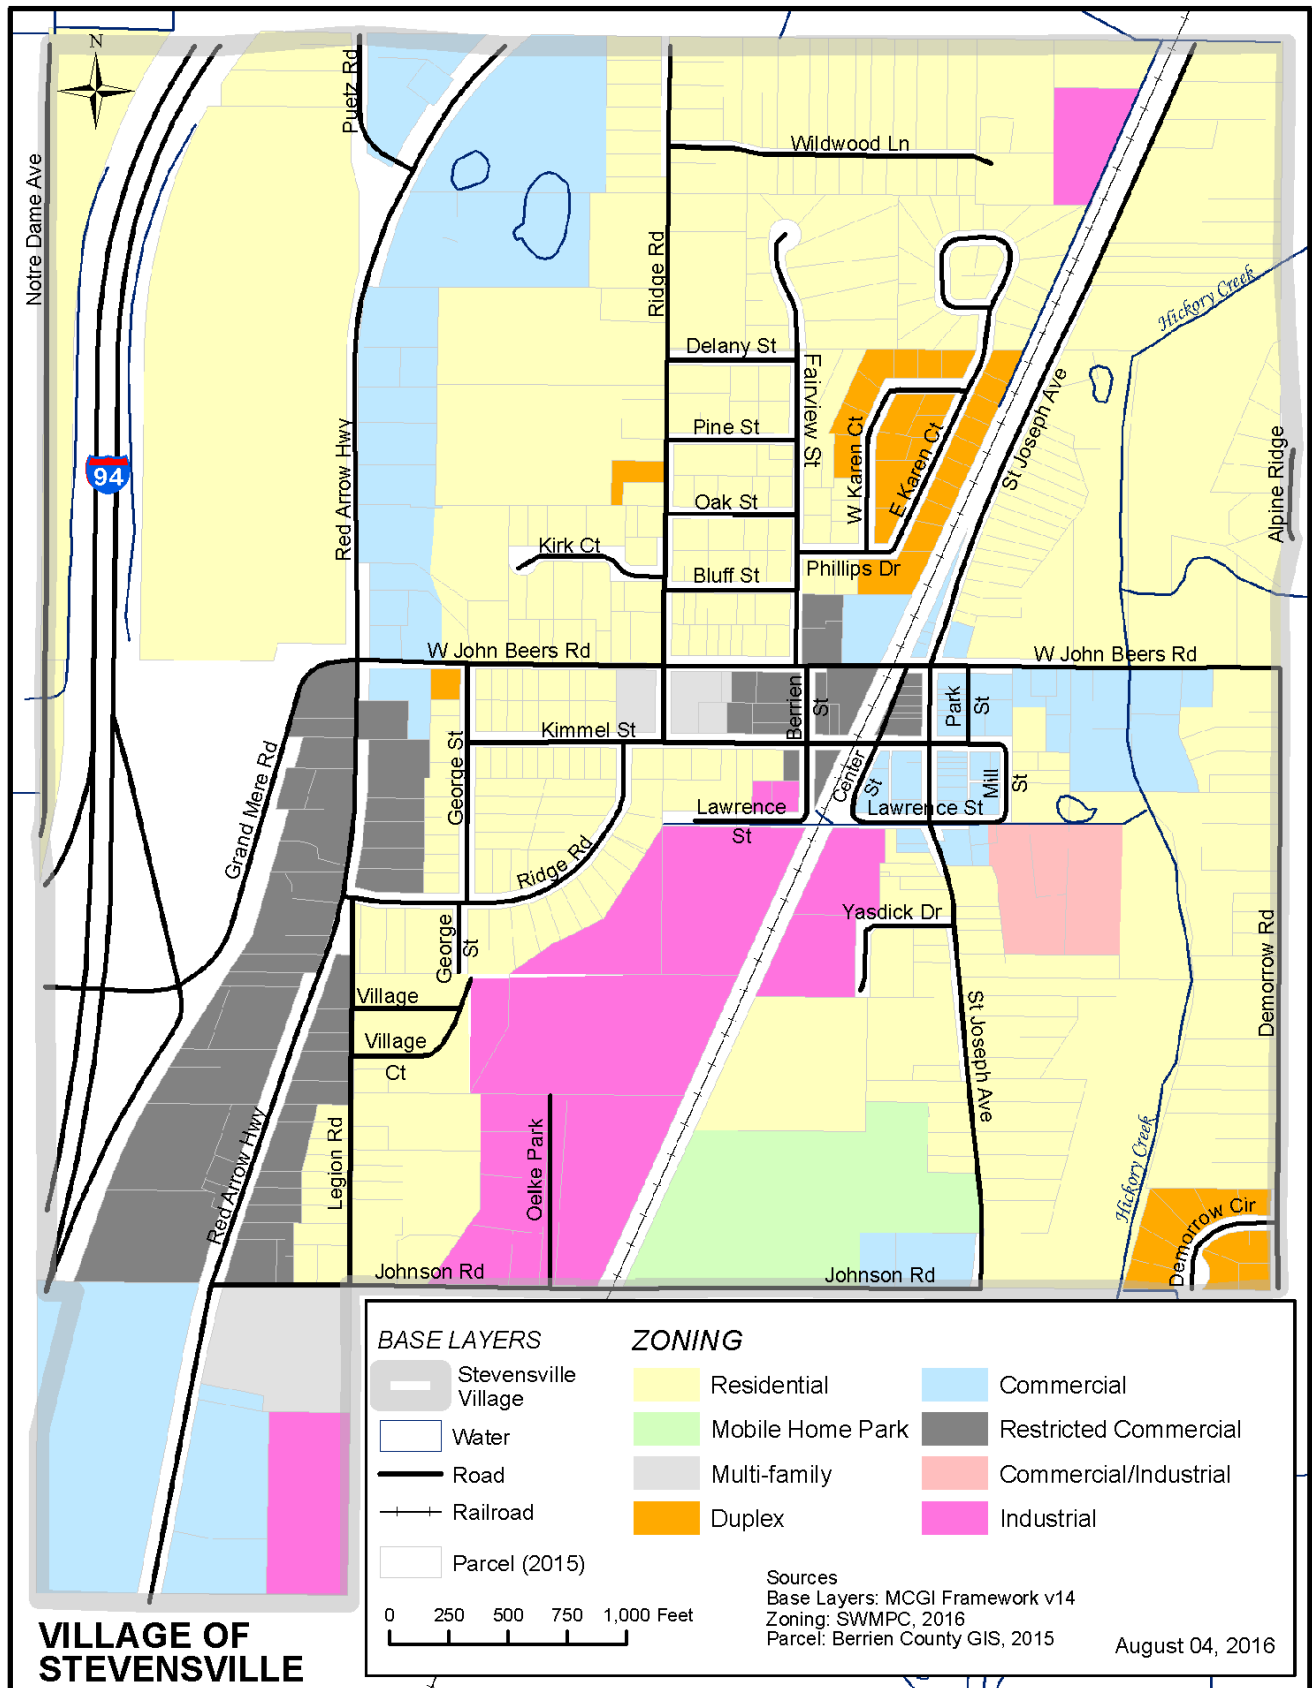 N
Puetz Rd
Wildwood Ln
Notre Dame Ave
Ridge Rd
Hickory Creek
Delany St
Fairview St
Pine St
W Karen Ct
E Karen Ct
St Joseph Ave
Red Arrow Hwy
94
Oak St
Alpine Ridge
Kirk Ct
Bluff St
Phillips Dr
W John Beers Rd
W John Beers Rd
Berrien
St
Park
St
Kimmel St
George St
Grand Mere Rd
Center
St
Mill
St
Lawrence
St
Lawrence St
Ridge Rd
Yasdick Dr
George
St
Demorrow Rd
Village
Village
Ct
St Joseph Ave
Legion Rd
Red Arrow Hwy
Oelke Park
Hickory Creek
Demorrow Cir
Johnson Rd
Johnson Rd
BASE LAYERS
Stevensville
Village
Water
Road
Railroad
Parcel (2015)
0 250 500 750 1,000 Feet
ZONING
Residential
Mobile Home Park
Multi-family
Duplex
Commercial
Restricted Commercial
Commercial/Industrial
Industrial
Sources
Base Layers: MCGI Framework v14
Zoning: SWMPC, 2016
Parcel: Berrien County GIS, 2015
August 04, 2016
VILLAGE OF
STEVENSVILLE